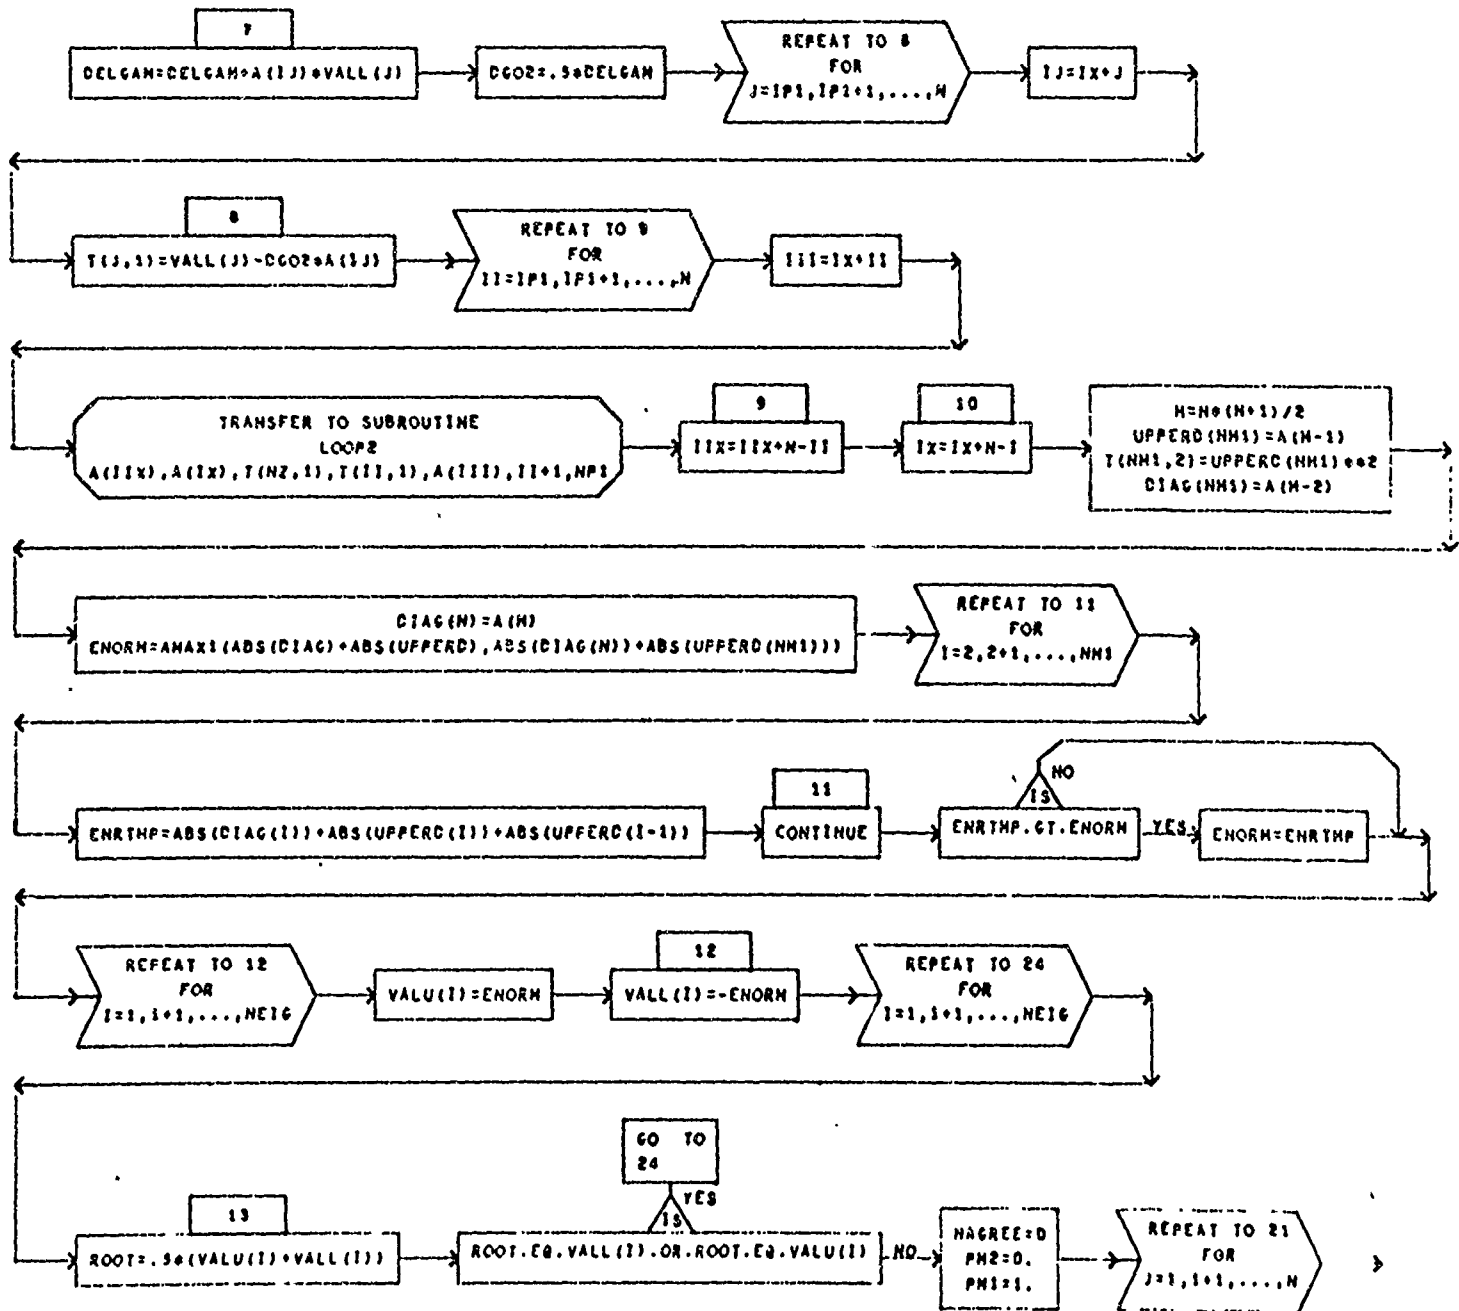 7
DELGAM=DELGAM+A(IJ)*VALL(J)
DGO2=.5*DELGAM
REPEAT TO 8
FOR
J=IP1,IP1+1,...,N
IJ=IX+J
8
T(J,1)=VALL(J)-DGO2*A(IJ)
REPEAT TO 9
FOR
II=IP1,IP1+1,...,N
III=IX+II
TRANSFER TO SUBROUTINE
LOOP2
A(IIX),A(IX),T(N2,1),T(II,1),A(III),II+1,NP1
9
IIX=IIX+N-II
10
IX=IX+N-I
M=N*(N+1)/2
UPPERD(NM1)=A(M-1)
T(NM1,2)=UPPERD(NM1)**2
DIAG(NM1)=A(M-2)
DIAG(N)=A(M)
ENORM=AMAX1(ABS(DIAG)+ABS(UPPERD),ABS(DIAG(N))+ABS(UPPERD(NM1)))
REPEAT TO 11
FOR
I=2,2+1,...,NM1
ENRTMP=ABS(DIAG(I))+ABS(UPPERD(I))+ABS(UPPERD(I-1))
11
CONTINUE
NO
IS
ENRTMP.GT.ENORM
YES
ENORM=ENRTMP
REPEAT TO 12
FOR
I=1,1+1,...,NEIG
VALU(I)=ENORM
12
VALL(I)=-ENORM
REPEAT TO 24
FOR
I=1,1+1,...,NEIG
13
ROOT=.5*(VALU(I)+VALL(I))
GO TO
24
YES
IS
ROOT.EQ.VALL(I).OR.ROOT.EQ.VALU(I)
NO
NAGREE=0
PM2=0.
PM1=1.
REPEAT TO 21
FOR
J=1,1+1,...,N